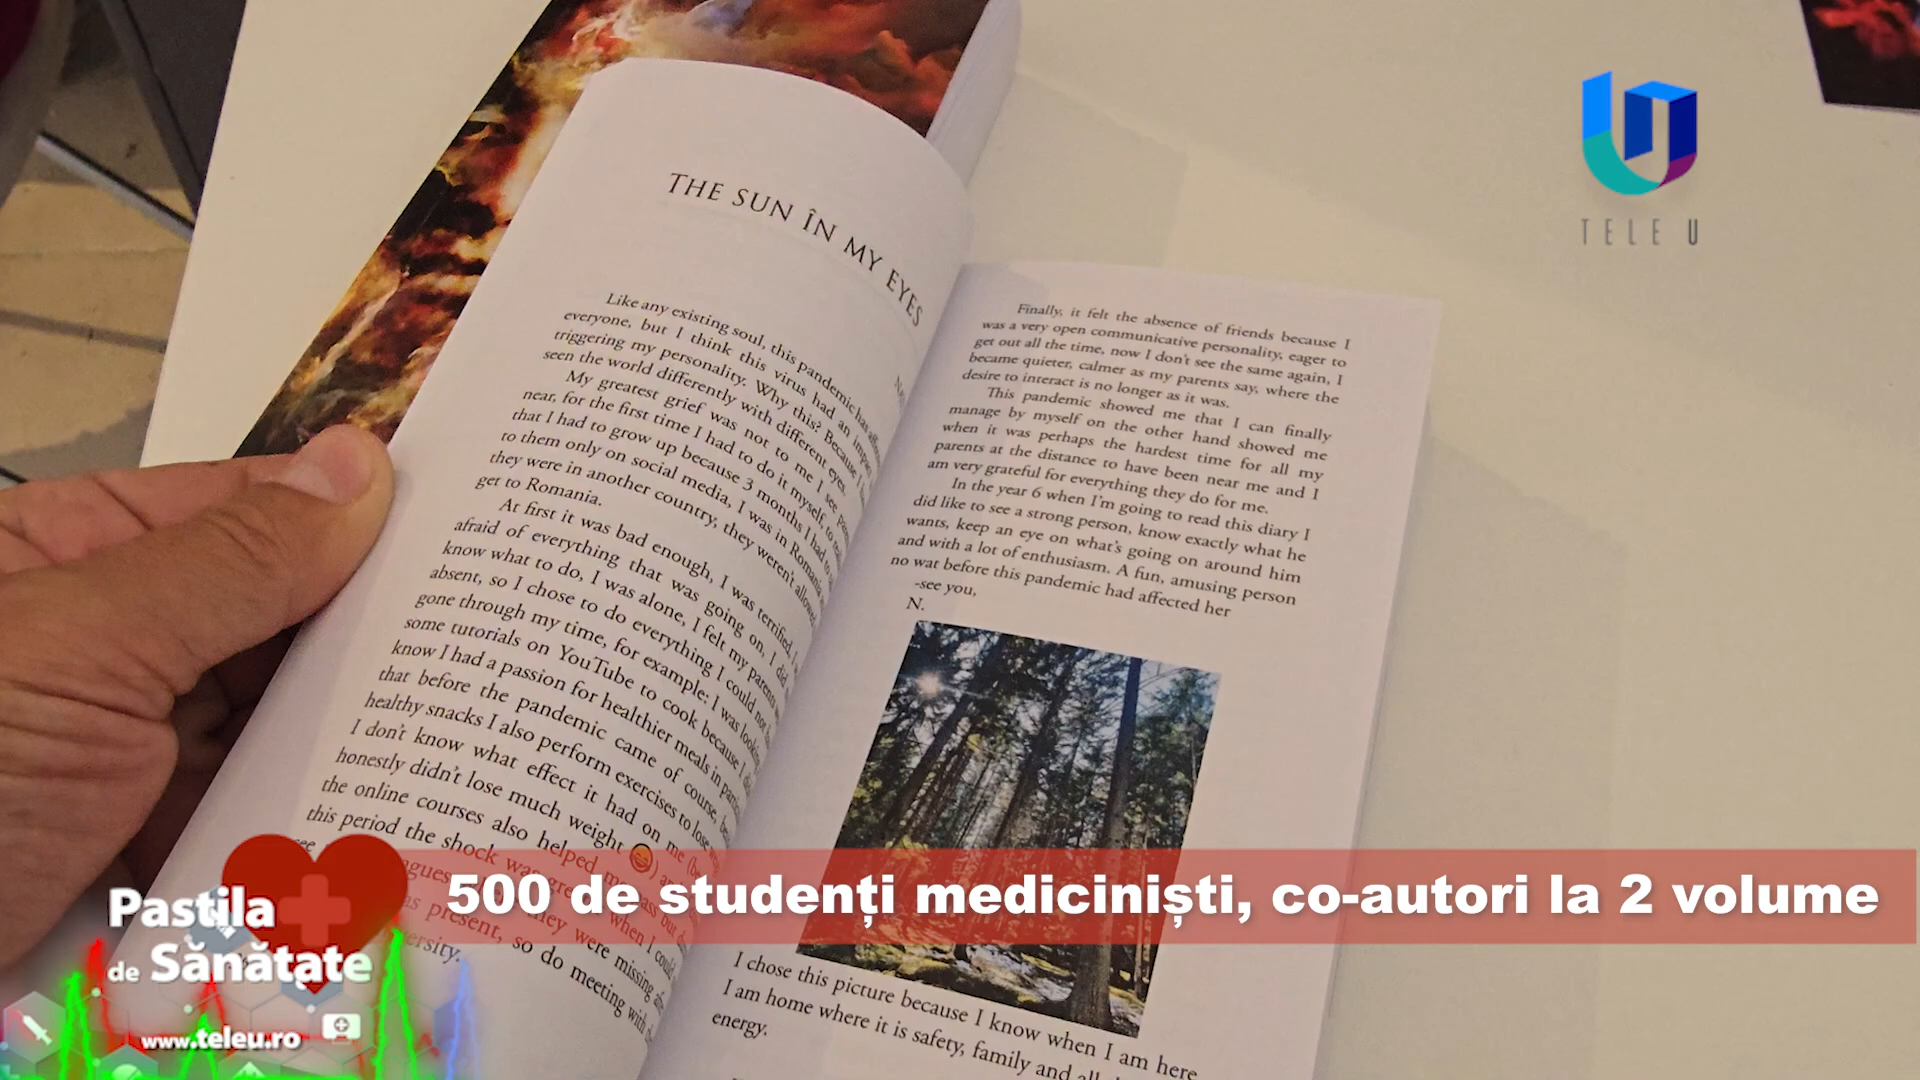 TELE U
THE SUN ÎN MY EYES
Like any existing soul, this pandemic has
everyone, but I think this virus had an
triggering my personality. Why this? Because I
seen the world differently with different eyes.
My greatest grief was not to me I see
near, for the first time I had to do it myself, to
that I had to grow up because 3 months I had to
to them only on social media, I was in Romania
they were in another country, they weren't allowed
get to Romania.
At first it was bad enough, I was terrified, I
afraid of everything that was going on, I did
know what to do, I was alone, I felt my parents
absent, so I chose to do everything I could not
gone through my time, for example: I was looking
some tutorials on YouTube to cook because I
know I had a passion for healthier meals in
that before the pandemic came of course,
healthy snacks I also perform exercises to lose
I don't know what effect it had on me
honestly didn't lose much weight 😄)
the online courses also helped
this period the shock was when I could
they were missing
present, so do meeting with
Finally, it felt the absence of friends because I
was a very open communicative personality, eager to
get out all the time, now I don't see the same again, I
became quieter, calmer as my parents say, where the
desire to interact is no longer as it was.
This pandemic showed me that I can finally
manage by myself on the other hand showed me
when it was perhaps the hardest time for all my
parents at the distance to have been near me and I
am very grateful for everything they do for me.
In the year 6 when I'm going to read this diary I
did like to see a strong person, know exactly what he
wants, keep an eye on what's going on around him
and with a lot of enthusiasm. A fun, amusing person
no wat before this pandemic had affected her
-see you,
N.
I chose this picture because I know when I am here
I am home where it is safety, family and
energy.
500 de studenți mediciniști, co-autori la 2 volume
Pastila
de Sănătate
www.teleu.ro